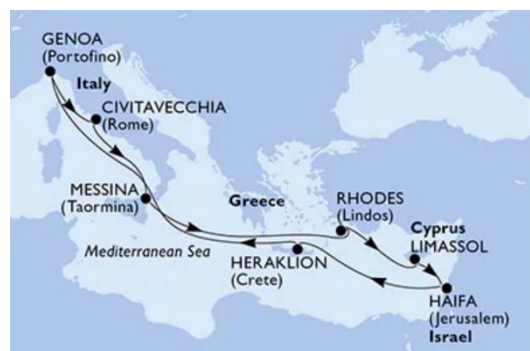 GENOA
(Portofino)
Italy
CIVITAVECCHIA
(Rome)
MESSINA
(Taormina)
Greece
RHODES
(Lindos)
Cyprus
LIMASSOL
Mediterranean Sea
HERAKLION
(Crete)
HAIFA
(Jerusalem)
Israel